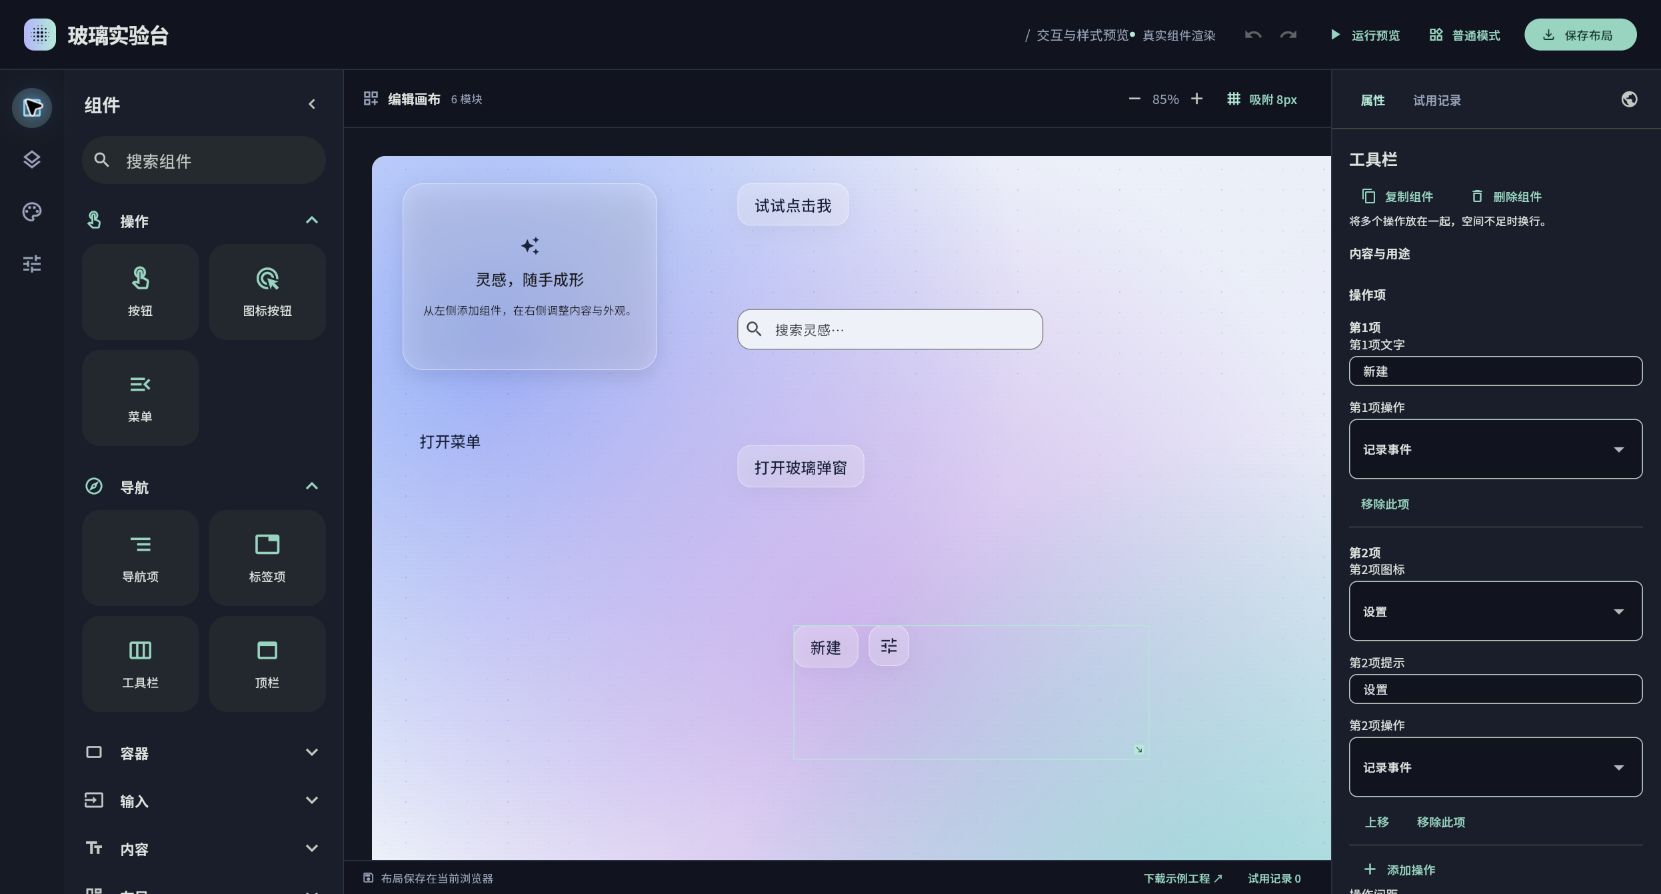 玻璃实验台
/ 交互与样式预览• 真实组件渲染
运行预览
普通模式
保存布局
组件
搜索组件
操作
按钮
图标按钮
菜单
导航
导航项
标签项
工具栏
顶栏
容器
输入
内容
编辑画布 6 模块
85%
吸附 8px
灵感，随手成形
从左侧添加组件，在右侧调整内容与外观。
试试点击我
搜索灵感…
打开菜单
打开玻璃弹窗
新建
布局保存在当前浏览器
下载示例工程 ↗
试用记录 0
属性
试用记录
工具栏
复制组件
删除组件
将多个操作放在一起，空间不足时换行。
内容与用途
操作项
第1项
第1项文字
新建
第1项操作
记录事件
移除此项
第2项
第2项图标
设置
第2项提示
设置
第2项操作
记录事件
上移
移除此项
添加操作
操作间距